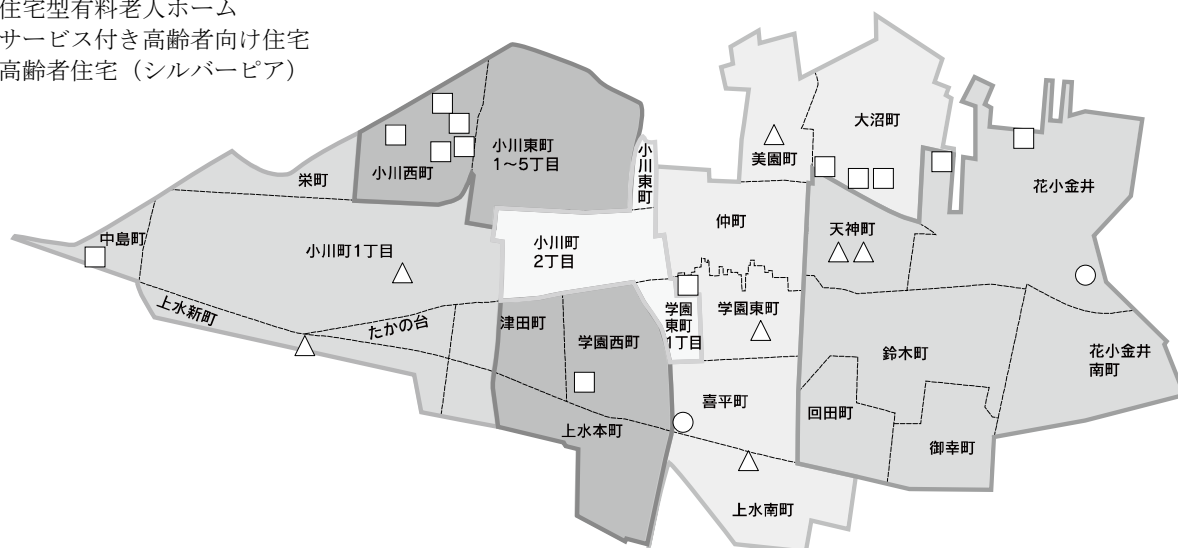 住宅型有料老人ホーム
サービス付き高齢者向け住宅
高齢者住宅（シルバーピア）
大沼町
小川東町
1～5丁目
小川東町
美園町
小川西町
栄町
花小金井
仲町
天神町
中島町
小川町1丁目
小川町
2丁目
上水新町
たかの台
津田町
学園西町
学園
東町
1丁目
学園東町
鈴木町
花小金井
南町
喜平町
回田町
上水本町
御幸町
上水南町